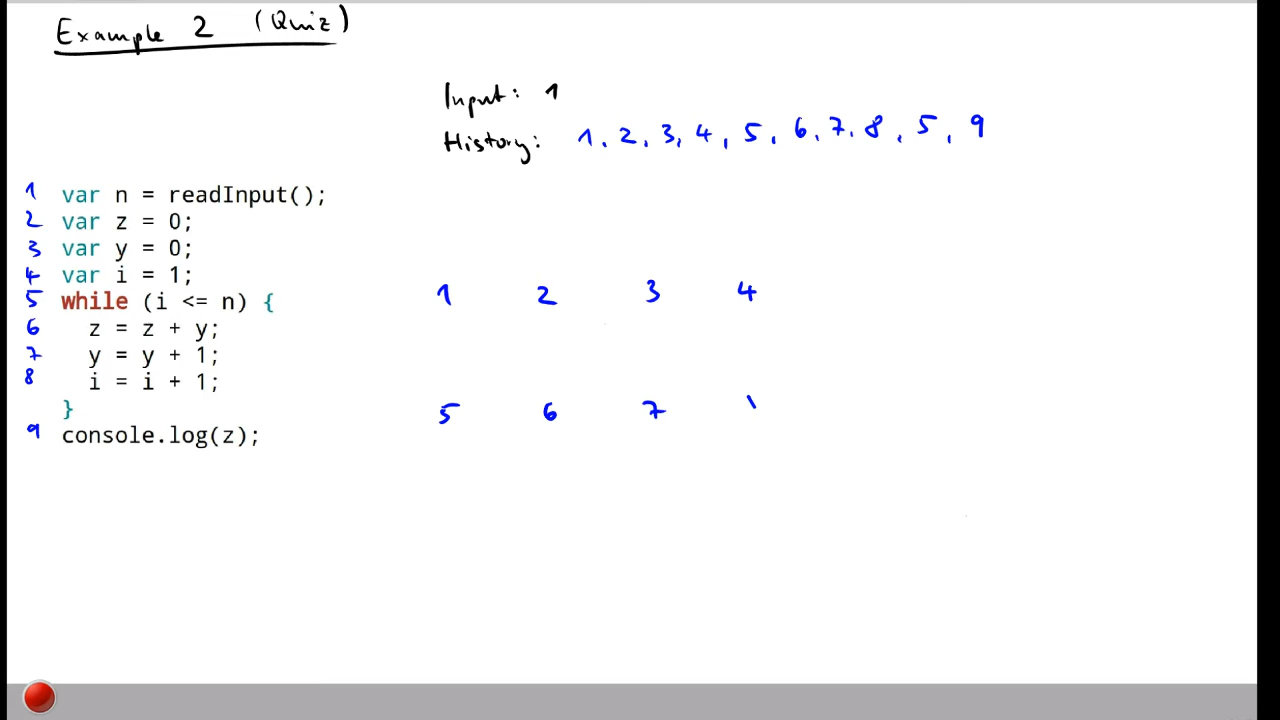 Example 2 (Quiz)
Input: 1
History: 1, 2, 3, 4, 5, 6, 7, 8, 5, 9
1 var n = readInput();
2 var z = 0;
3 var y = 0;
4 var i = 1;
5 while (i <= n) {
1 2 3 4
6 z = z + y;
7 y = y + 1;
8 i = i + 1;
}
5 6 7
9 console.log(z);